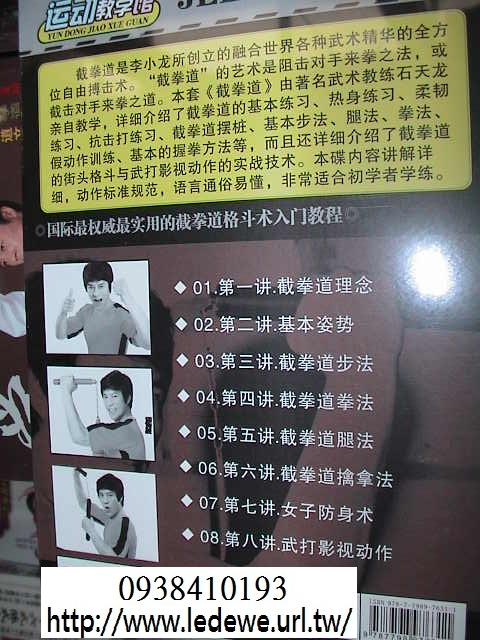 运动教学馆
YUN DONG JIAO XUE GUAN
截拳道是李小龙所创立的融合世界各种武术精华的全方
位自由搏击术。“截拳道”的艺术是阻击对手来拳之法，或
截击对手来拳之道。本套《截拳道》由著名武术教练石天龙
亲自教学，详细介绍了截拳道的基本练习、热身练习、柔韧
练习、抗击打练习、截拳道摆桩、基本步法、腿法、拳法、
假动作训练、基本的握拳方法等，而且还详细介绍了截拳道
的街头格斗与武打影视动作的实战技术。本碟内容讲解详
细，动作标准规范，语言通俗易懂，非常适合初学者学练。
国际最权威最实用的截拳道格斗术入门教程
◆ 01.第一讲.截拳道理念
◆ 02.第二讲.基本姿势
◆ 03.第三讲.截拳道步法
◆ 04.第四讲.截拳道拳法
◆ 05.第五讲.截拳道腿法
◆ 06.第六讲.截拳道擒拿法
◆ 07.第七讲.女子防身术
◆ 08.第八讲.武打影视动作
0938410193
http://www.ledewe.url.tw/